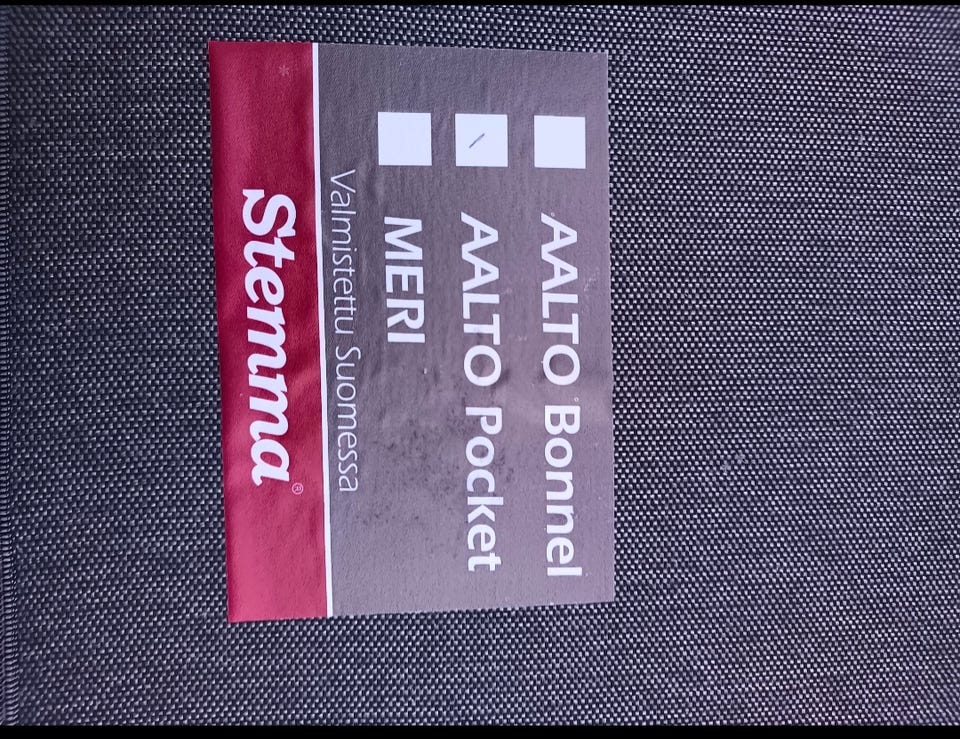 AALTO Bonnel
AALTO Pocket
MERI
Valmistettu Suomessa
Stemma®